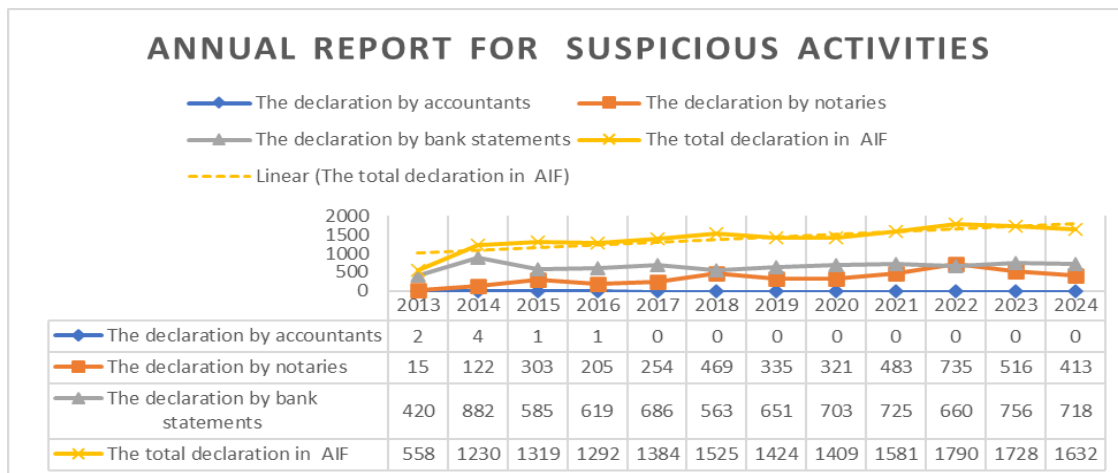 ANNUAL REPORT FOR SUSPICIOUS ACTIVITIES
The declaration by accountants The declaration by notaries
The declaration by bank statements The total declaration in AIF
Linear (The total declaration in AIF)
2000
1500
1000
500
0
2013 2014 2015 2016 2017 2018 2019 2020 2021 2022 2023 2024
The declaration by accountants 2 4 1 1 0 0 0 0 0 0 0 0
The declaration by notaries 15 122 303 205 254 469 335 321 483 735 516 413
The declaration by bank
statements 420 882 585 619 686 563 651 703 725 660 756 718
The total declaration in AIF 558 1230 1319 1292 1384 1525 1424 1409 1581 1790 1728 1632